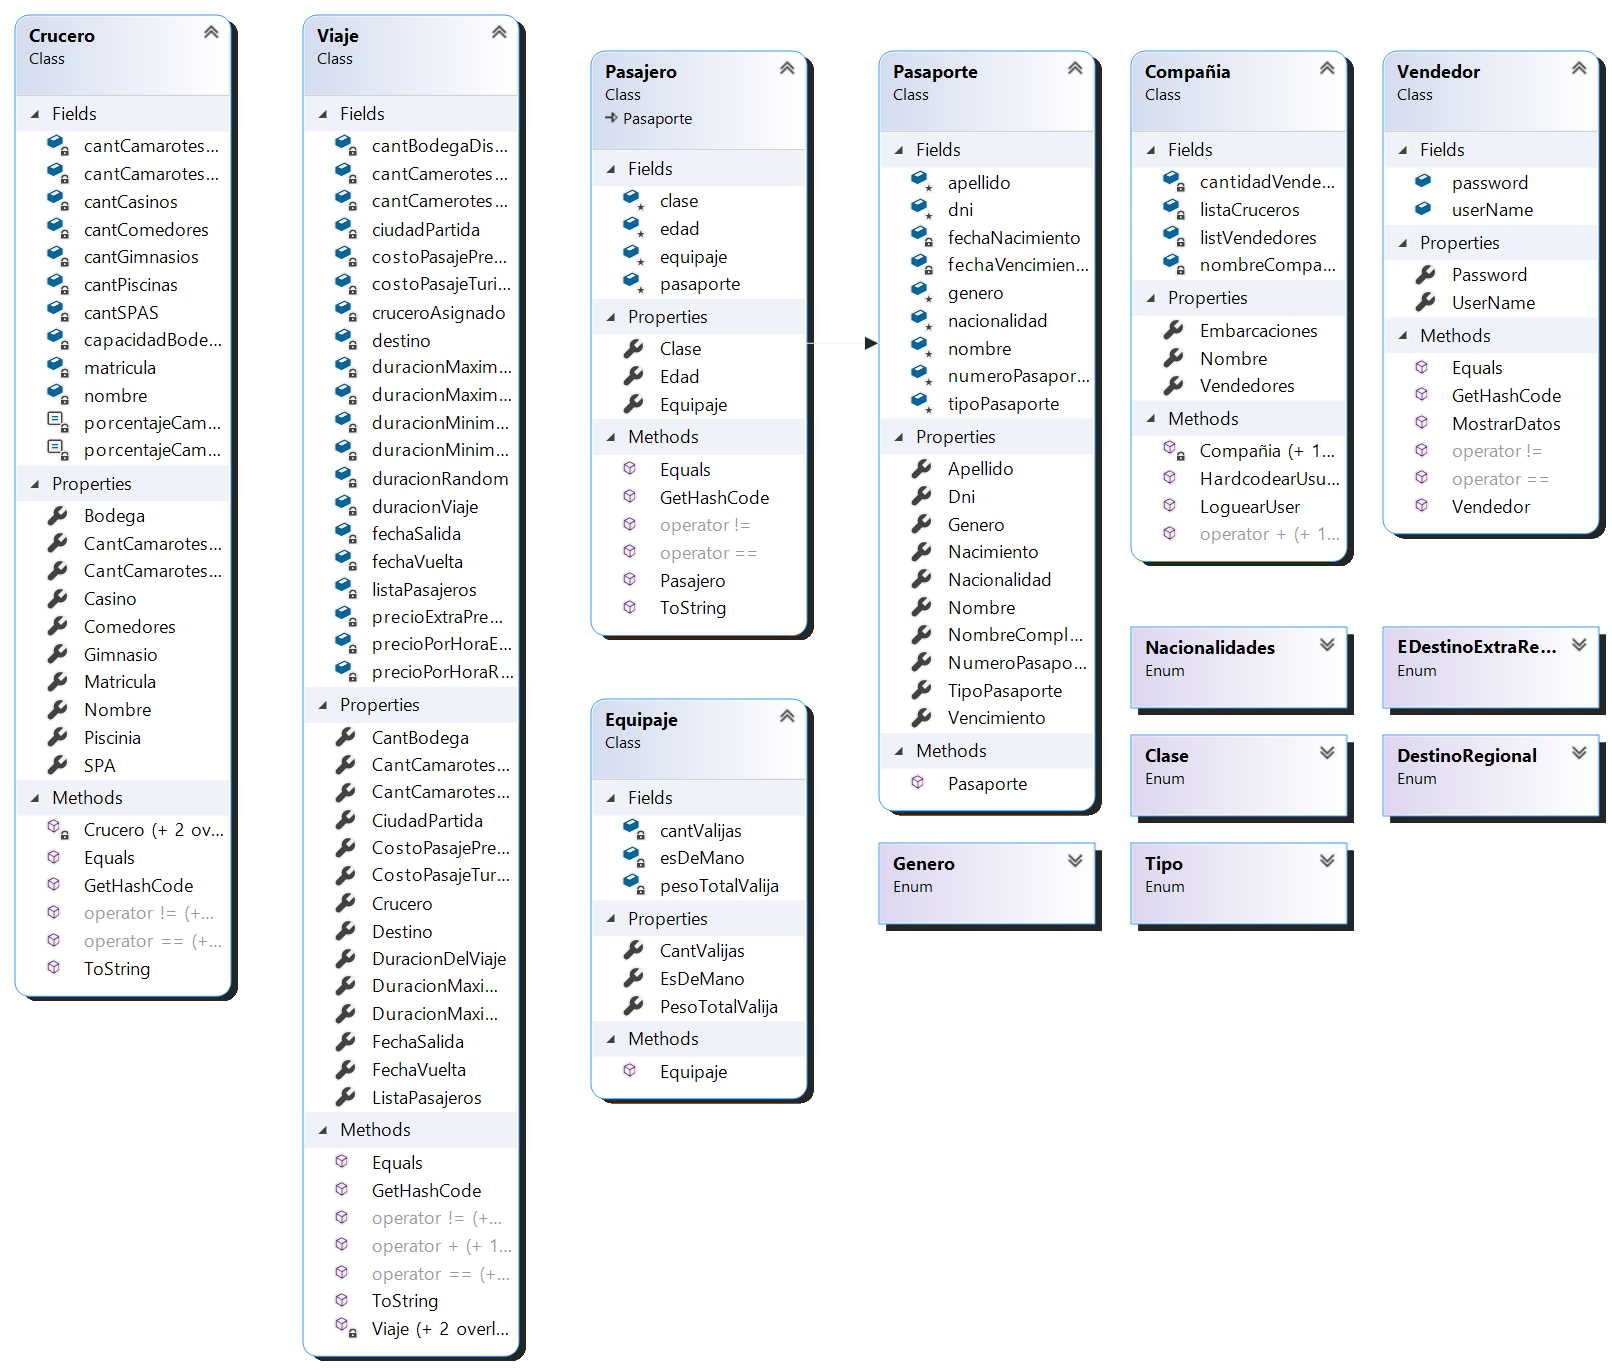 Crucero
Class
Fields
cantCamarotes...
cantCamarotes...
cantCasinos
cantComedores
cantGimnasios
cantPiscinas
cantSPAS
capacidadBode...
matricula
nombre
porcentajeCam...
porcentajeCam...
Properties
Bodega
CantCamarotes...
CantCamarotes...
Casino
Comedores
Gimnasio
Matricula
Nombre
Piscinia
SPA
Methods
Crucero (+ 2 ov...
Equals
GetHashCode
operator != (+...
operator == (+...
ToString
Viaje
Class
Fields
cantBodegaDis...
cantCamerotes...
cantCamerotes...
ciudadPartida
costoPasajePre...
costoPasajeTuri...
cruceroAsignado
destino
duracionMaxim...
duracionMaxim...
duracionMinim...
duracionMinim...
duracionRandom
duracionViaje
fechaSalida
fechaVuelta
listaPasajeros
precioExtraPre...
precioPorHoraE...
precioPorHoraR...
Properties
CantBodega
CantCamarotes...
CantCamarotes...
CiudadPartida
CostoPasajePre...
CostoPasajeTur...
Crucero
Destino
DuracionDelViaje
DuracionMaxi...
DuracionMaxi...
FechaSalida
FechaVuelta
ListaPasajeros
Methods
Equals
GetHashCode
operator != (+...
operator + (+ 1...
operator == (+...
ToString
Viaje (+ 2 overl...
Pasajero
Class
Pasaporte
Fields
clase
edad
equipaje
pasaporte
Properties
Clase
Edad
Equipaje
Methods
Equals
GetHashCode
operator !=
operator ==
Pasajero
ToString
Equipaje
Class
Fields
cantValijas
esDeMano
pesoTotalValija
Properties
CantValijas
EsDeMano
PesoTotalValija
Methods
Equipaje
Pasaporte
Class
Fields
apellido
dni
fechaNacimiento
fechaVencimien...
genero
nacionalidad
nombre
numeroPasapor...
tipoPasaporte
Properties
Apellido
Dni
Genero
Nacimiento
Nacionalidad
Nombre
NombreCompl...
NumeroPasapo...
TipoPasaporte
Vencimiento
Methods
Pasaporte
Genero
Enum
Compañia
Class
Fields
cantidadVende...
listaCruceros
listVendedores
nombreCompa...
Properties
Embarcaciones
Nombre
Vendedores
Methods
Compañia (+ 1...
HardcodearUsu...
LoguearUser
operator + (+ 1...
Nacionalidades
Enum
Clase
Enum
Tipo
Enum
Vendedor
Class
Fields
password
userName
Properties
Password
UserName
Methods
Equals
GetHashCode
MostrarDatos
operator !=
operator ==
Vendedor
EDestinoExtraRe...
Enum
DestinoRegional
Enum